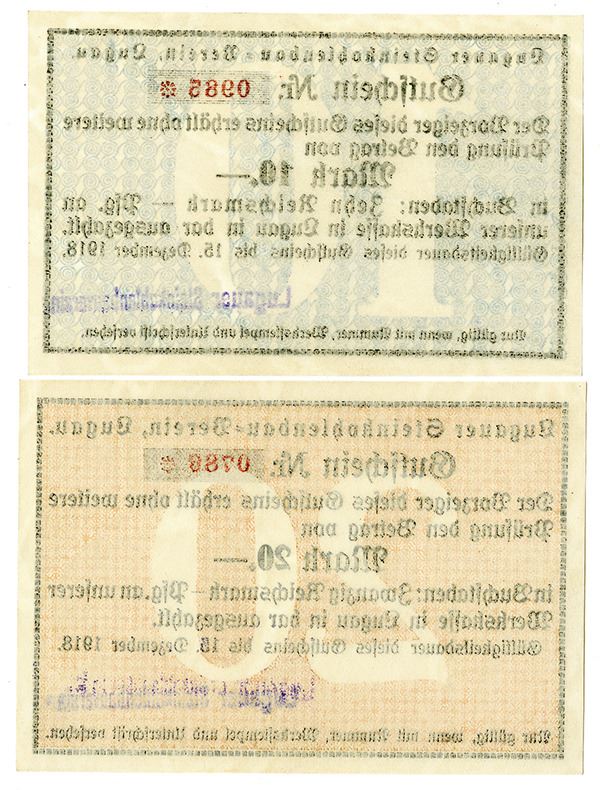 Lugauer Steinkohlenbau-Verein, Lugau.
Gutschein Nr. 0985 *
Der Vorzeiger dieses Gutscheins erhält ohne weitere
Prüfung den Betrag von
Mark 10.—
in Buchstaben: Zehn Reichsmark — Pfg. an
unserer Werkskasse in Lugau in bar ausgezahlt.
Gültigkeitsdauer dieses Gutscheins bis 15. Dezember 1918.
Lugauer Steinkohlenbauverein
Nur gültig, wenn mit Nummer, Werksstempel und Unterschrift versehen.
Lugauer Steinkohlenbau-Verein, Lugau.
Gutschein Nr. 0780 *
Der Vorzeiger dieses Gutscheins erhält ohne weitere
Prüfung den Betrag von
Mark 20.—
in Buchstaben: Zwanzig Reichsmark – Pfg. an unserer
Werkskasse in Lugau in bar ausgezahlt.
Gültigkeitsdauer dieses Gutscheins bis 15. Dezember 1918.
Nur gültig, wenn mit Nummer, Werksstempel und Unterschrift versehen.